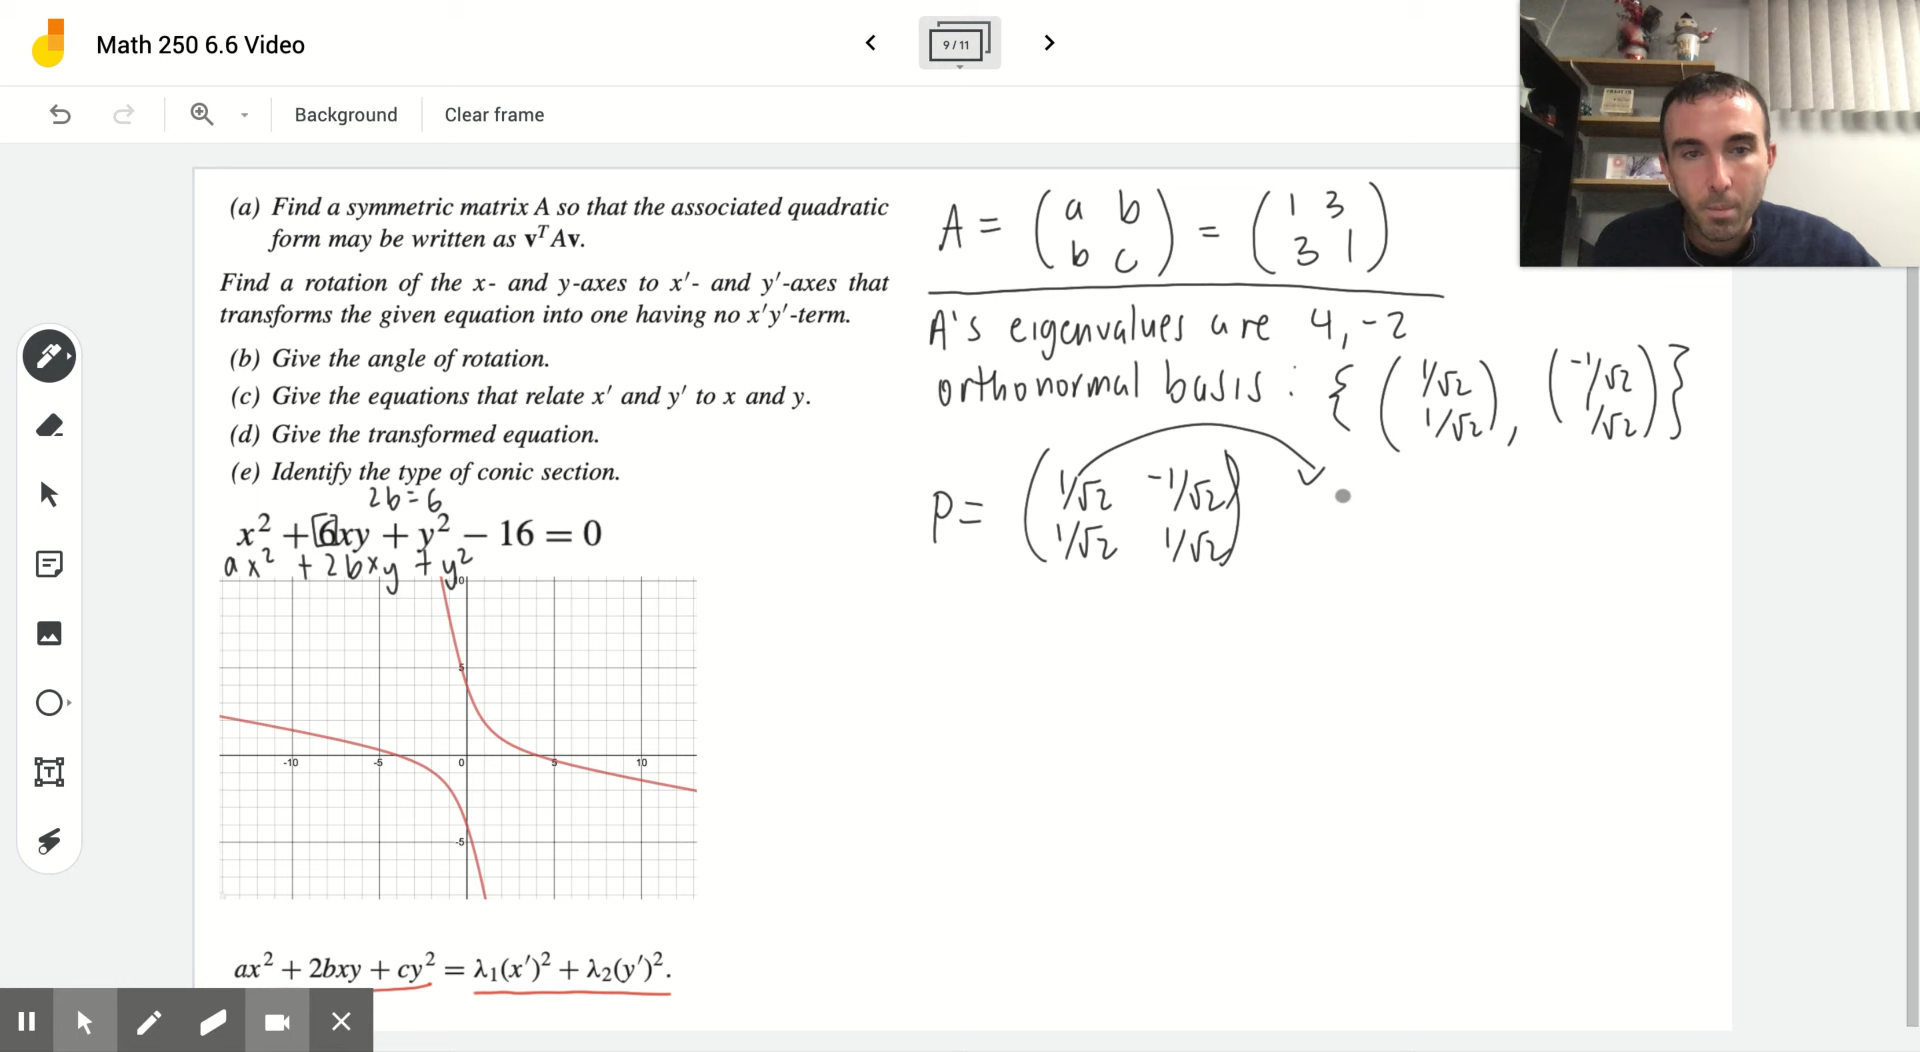 Math 250 6.6 Video
9 / 11
Background
Clear frame
(a) Find a symmetric matrix A so that the associated quadratic
form may be written as vᵀAv.
Find a rotation of the x- and y-axes to x′- and y′-axes that
transforms the given equation into one having no x′y′-term.
(b) Give the angle of rotation.
(c) Give the equations that relate x′ and y′ to x and y.
(d) Give the transformed equation.
(e) Identify the type of conic section.
2b=6
x² + 6xy + y² − 16 = 0
ax² + 2bxy + y²
10
5
-10 -5 0 5 10
-5
ax² + 2bxy + cy² = λ₁(x′)² + λ₂(y′)².
A = ( a b ) = ( 1 3 )
b c 3 1
A's eigenvalues are 4, -2
orthonormal basis : { ( 1/√2 ), ( -1/√2 ) }
1/√2 1/√2
P = ( 1/√2 -1/√2 )
1/√2 1/√2